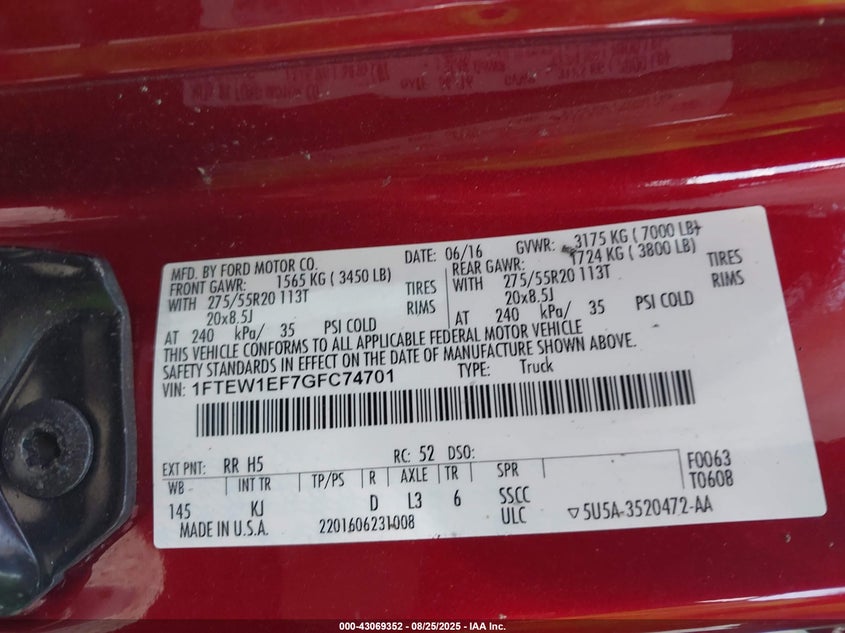 MFD. BY FORD MOTOR CO. DATE: 06/16 GVWR: 3175 KG ( 7000 LB)
FRONT GAWR: 1565 KG ( 3450 LB) REAR GAWR: 1724 KG ( 3800 LB)
WITH 275/55R20 113T TIRES WITH 275/55R20 113T TIRES
20x8.5J RIMS 20x8.5J RIMS
AT 240 kPa/ 35 PSI COLD AT 240 kPa/ 35 PSI COLD
THIS VEHICLE CONFORMS TO ALL APPLICABLE FEDERAL MOTOR VEHICLE
SAFETY STANDARDS IN EFFECT ON THE DATE OF MANUFACTURE SHOWN ABOVE.
VIN: 1FTEW1EF7GFC74701 TYPE: Truck
EXT PNT: RR H5 RC: 52 DSO:
WB INT TR TP/PS R AXLE TR SPR F0063
145 KJ D L3 6 SSCC T0608
MADE IN U.S.A. 2201606231008 ULC ▽5U5A-3520472-AA
000-43069352 - 08/25/2025 - IAA Inc.